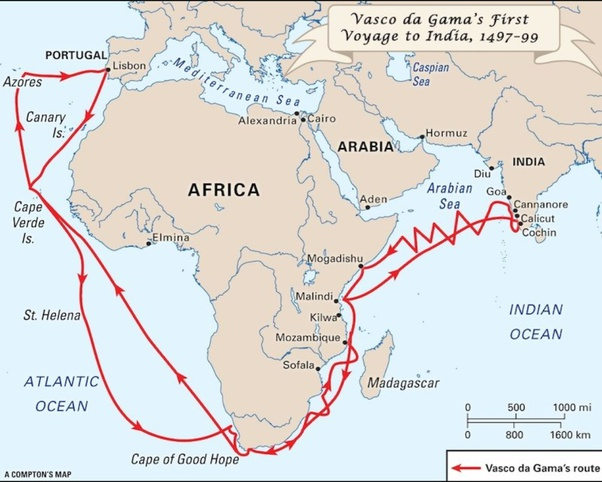 Vasco da Gama's First
Voyage to India, 1497-99
PORTUGAL
Lisbon
Azores
Canary
Is.
Mediterranean Sea
Caspian
Sea
Alexandria
Cairo
Hormuz
ARABIA
INDIA
Diu
AFRICA
Aden
Arabian
Sea
Goa
Cannanore
Calicut
Cochin
Cape
Verde
Is.
Elmina
Mogadishu
Malindi
Kilwa
INDIAN
OCEAN
St. Helena
Mozambique
Sofala
Madagascar
ATLANTIC
OCEAN
0 500 1000 mi
0 800 1600 km
Cape of Good Hope
A COMPTON'S MAP
Vasco da Gama's route